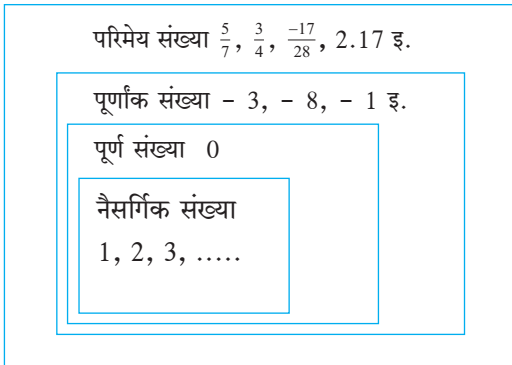 परिमेय संख्या 5/7, 3/4, -17/28, 2.17 इ.
पूर्णांक संख्या - 3, - 8, - 1 इ.
पूर्ण संख्या 0
नैसर्गिक संख्या
1, 2, 3, .....